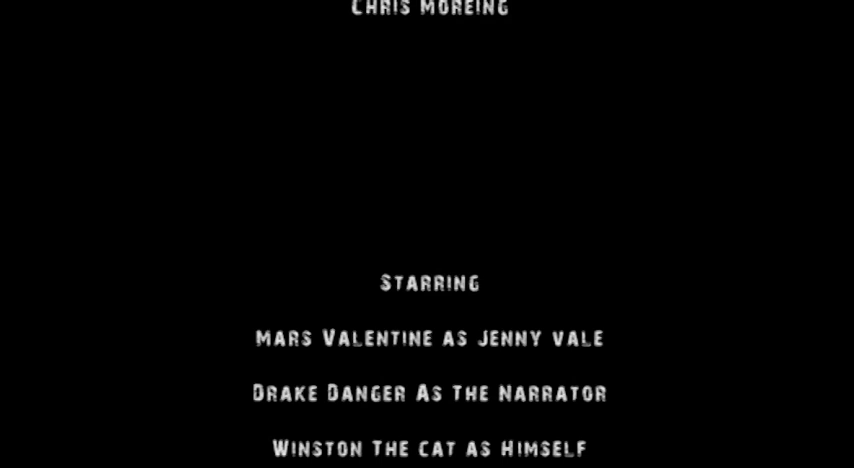 Chris Moreing
Starring
Mars Valentine as Jenny Vale
Drake Danger As The Narrator
Winston The Cat as Himself